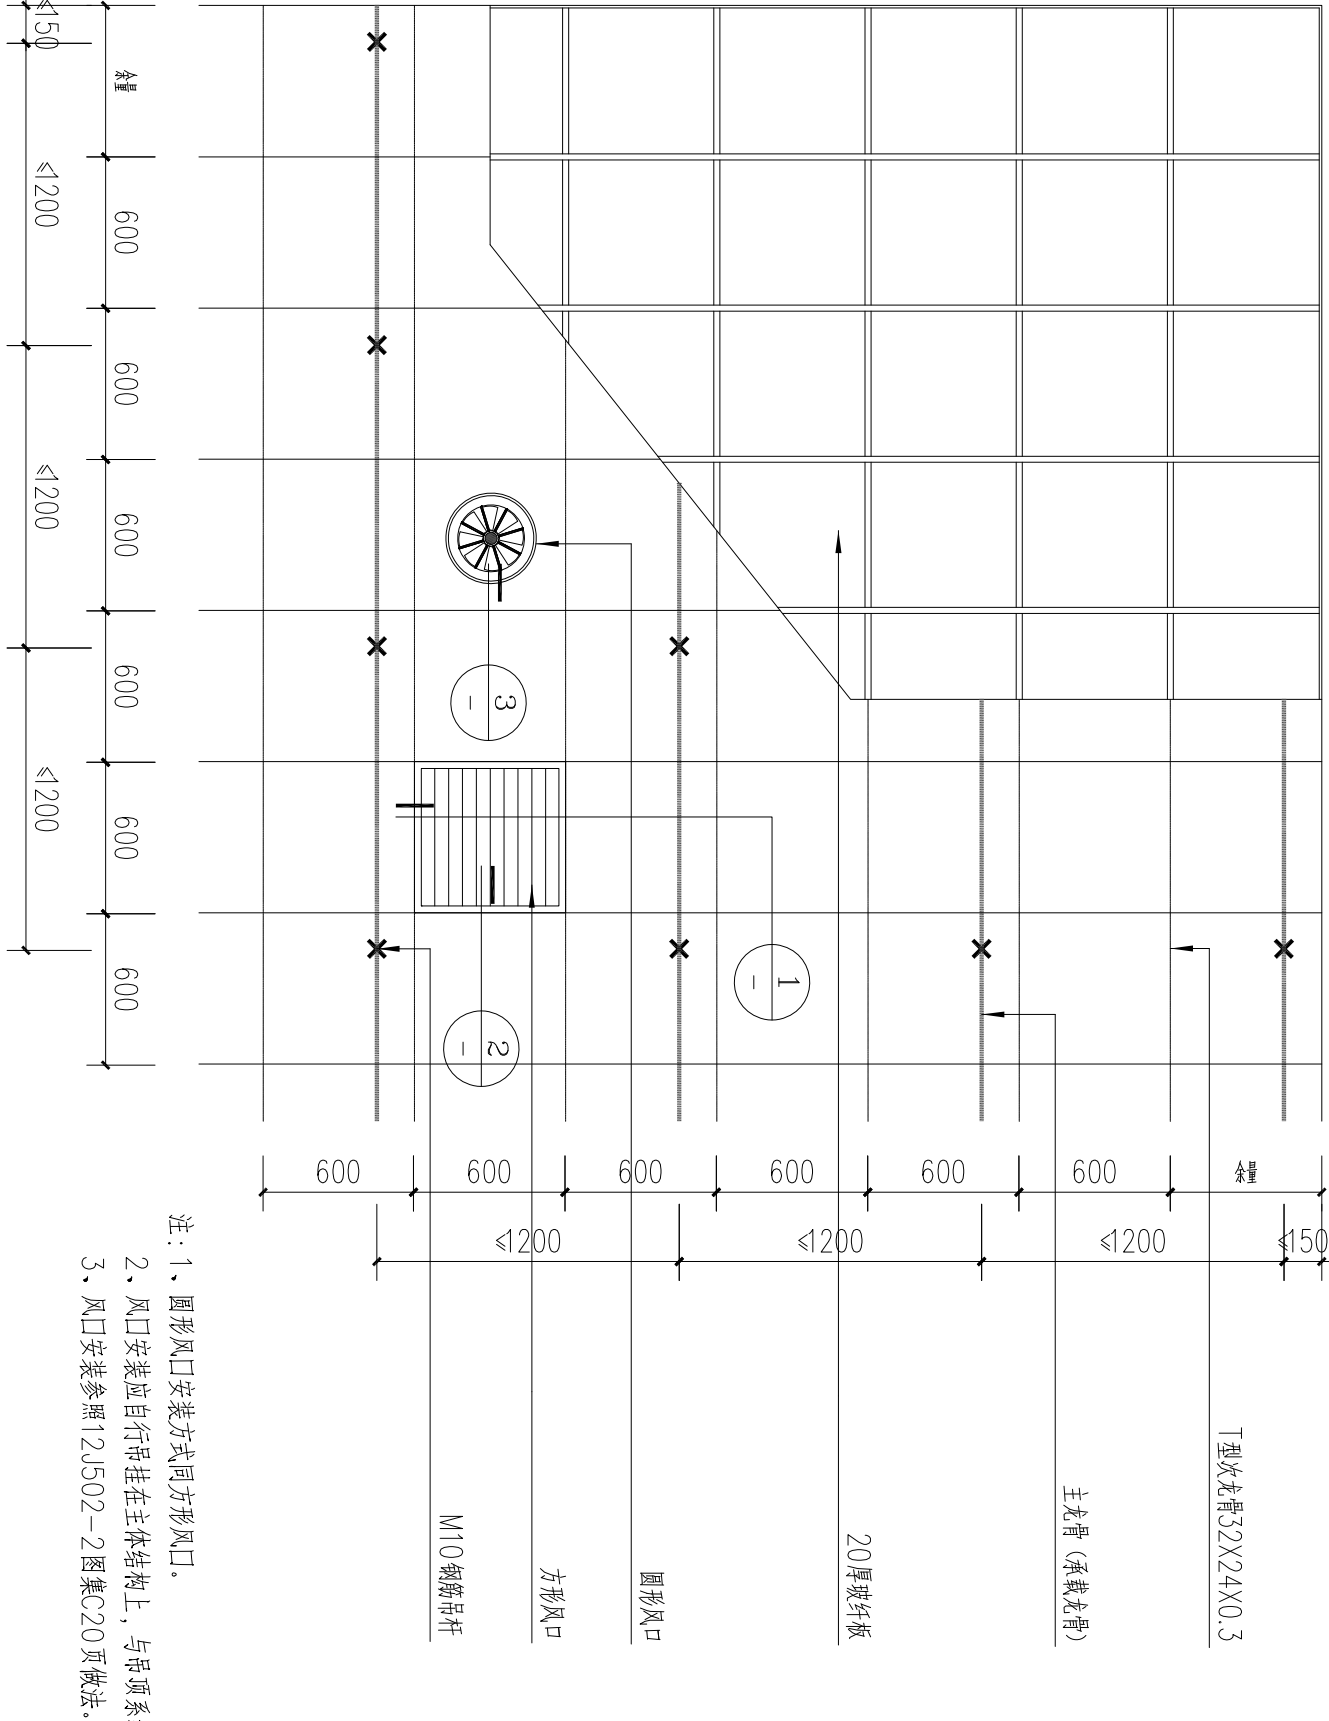 ≤150
≤1200
≤1200
≤1200
余量
600
600
600
600
600
600
3
–
1
–
2
–
600
600
600
600
600
600
余量
≤1200
≤1200
≤1200
≤150
T型次龙骨32X24X0.3
主龙骨（承载龙骨）
20厚玻纤板
圆形风口
方形风口
M10钢筋吊杆
注：1、圆形风口安装方式同方形风口。
2、风口安装应自行吊挂在主体结构上，与吊顶系
3、风口安装参照12J502-2图集C20页做法。